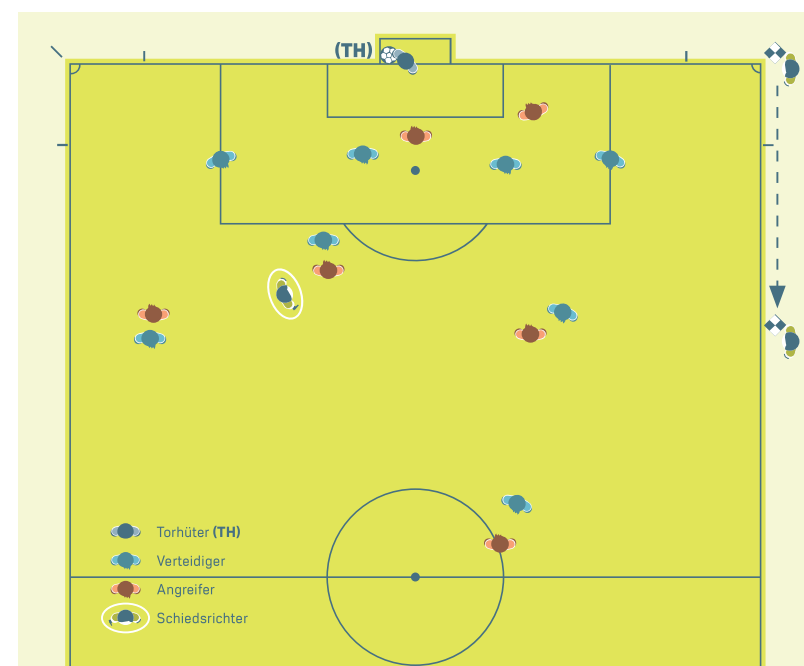 (TH)
Torhüter (TH)
Verteidiger
Angreifer
Schiedsrichter